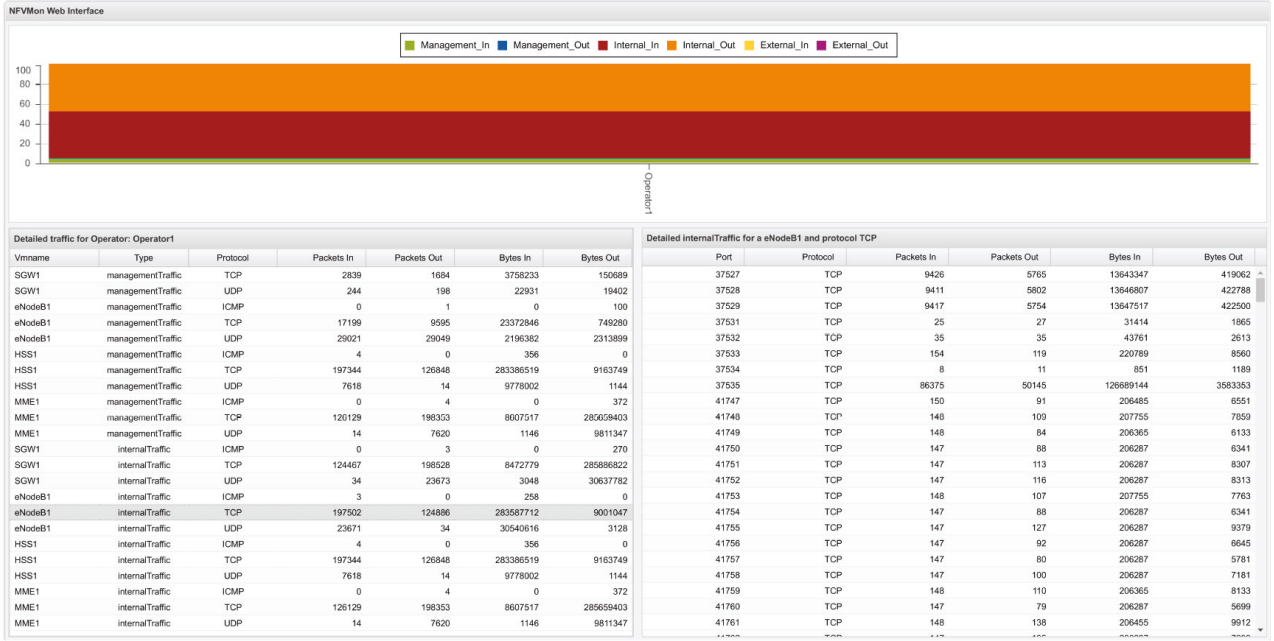 NFVMon Web Interface
Management_In Management_Out Internal_In Internal_Out External_In External_Out
100
80
60
40
20
0
Operator1
Detailed traffic for Operator: Operator1
Vmname Type Protocol Packets In Packets Out Bytes In Bytes Out
SGW1 managementTraffic TCP 2839 1684 3758233 150689
SGW1 managementTraffic UDP 244 198 22931 19402
eNodeB1 managementTraffic ICMP 0 1 0 100
eNodeB1 managementTraffic TCP 17199 9595 23372846 749280
eNodeB1 managementTraffic UDP 29021 29049 2196382 2313899
HSS1 managementTraffic ICMP 4 0 356 0
HSS1 managementTraffic TCP 197344 126848 283386519 9163749
HSS1 managementTraffic UDP 7618 14 9778002 1144
MME1 managementTraffic ICMP 0 4 0 372
MME1 managementTraffic TCP 126129 198353 8607517 285659403
MME1 managementTraffic UDP 14 7620 1146 9811347
SGW1 internalTraffic ICMP 0 3 0 270
SGW1 internalTraffic TCP 124467 198528 8472779 285886822
SGW1 internalTraffic UDP 34 23673 3048 30637782
eNodeB1 internalTraffic ICMP 3 0 258 0
eNodeB1 internalTraffic TCP 197502 124886 283587712 9001047
eNodeB1 internalTraffic UDP 23671 34 30540616 3128
HSS1 internalTraffic ICMP 4 0 356 0
HSS1 internalTraffic TCP 197344 126848 283386519 9163749
HSS1 internalTraffic UDP 7618 14 9778002 1144
MME1 internalTraffic ICMP 0 4 0 372
MME1 internalTraffic TCP 126129 198353 8607517 285659403
MME1 internalTraffic UDP 14 7620 1146 9811347
Detailed internalTraffic for a eNodeB1 and protocol TCP
Port Protocol Packets In Packets Out Bytes In Bytes Out
37527 TCP 9426 5765 13643347 419062
37528 TCP 9411 5802 13646807 422788
37529 TCP 9417 5754 13647517 422500
37531 TCP 25 27 31414 1865
37532 TCP 35 35 43761 2613
37533 TCP 154 119 220789 8560
37534 TCP 8 11 851 1189
37535 TCP 86375 50145 126689144 3583353
41747 TCP 150 91 206485 6551
41748 TCP 148 109 207755 7859
41749 TCP 148 84 206365 6133
41750 TCP 147 88 206287 6341
41751 TCP 147 113 206287 8307
41752 TCP 147 116 206287 8313
41753 TCP 148 107 207755 7763
41754 TCP 147 88 206287 6341
41755 TCP 147 127 206287 9379
41756 TCP 147 92 206287 6645
41757 TCP 147 80 206287 5781
41758 TCP 147 100 206287 7181
41759 TCP 148 110 206365 8133
41760 TCP 147 79 206287 5699
41761 TCP 148 138 206455 9912